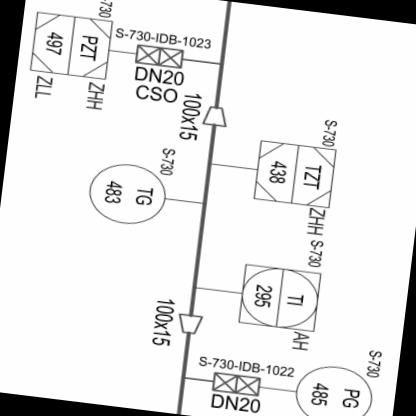 S-730-IDB-1023
730
PZT
497
ZHH
ZLL
DN20
CSO
100x15
S-730
TG
483
S-730
TZT
438
ZHH
S-730
TI
295
AH
100x15
S-730-IDB-1022
DN20
S-730
PG
485